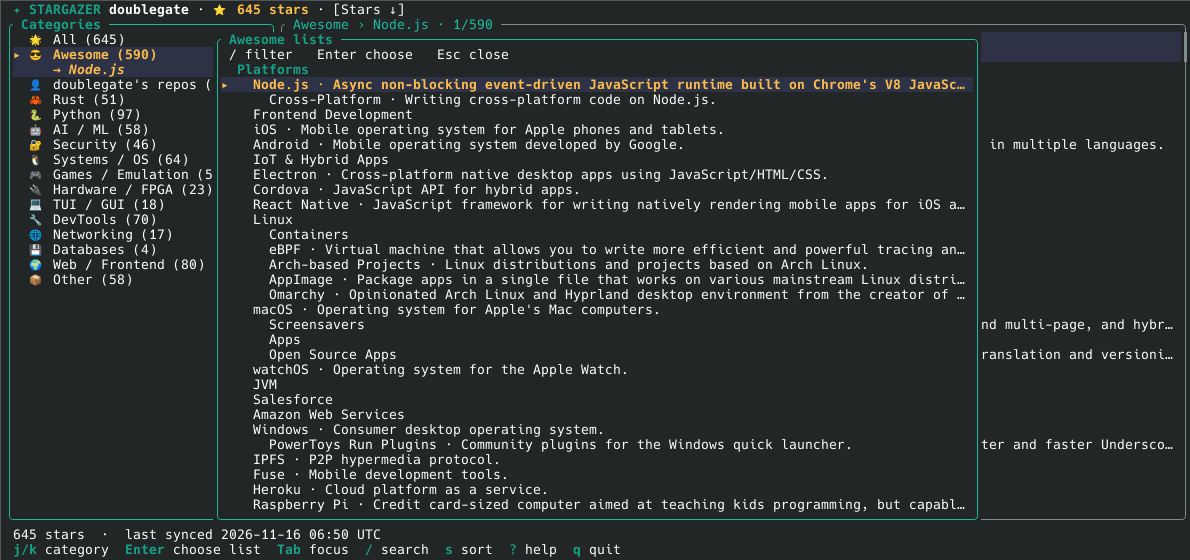 ✦ STARGAZER doublegate · ⭐ 645 stars · [Stars ↓]
Categories
Awesome › Node.js · 1/590
🌟 All (645)
▸ 😎 Awesome (590)
→ Node.js
👤 doublegate's repos (
🦀 Rust (51)
🐍 Python (97)
🤖 AI / ML (58)
🔐 Security (46)
🐧 Systems / OS (64)
🎮 Games / Emulation (5
🔌 Hardware / FPGA (23)
💻 TUI / GUI (18)
🔧 DevTools (70)
🌐 Networking (17)
💾 Databases (4)
🌍 Web / Frontend (80)
📦 Other (58)
Awesome lists
/ filter Enter choose Esc close
Platforms
▸ Node.js · Async non-blocking event-driven JavaScript runtime built on Chrome's V8 JavaSc…
Cross-Platform · Writing cross-platform code on Node.js.
Frontend Development
iOS · Mobile operating system for Apple phones and tablets.
Android · Mobile operating system developed by Google.
IoT & Hybrid Apps
Electron · Cross-platform native desktop apps using JavaScript/HTML/CSS.
Cordova · JavaScript API for hybrid apps.
React Native · JavaScript framework for writing natively rendering mobile apps for iOS a…
Linux
Containers
eBPF · Virtual machine that allows you to write more efficient and powerful tracing an…
Arch-based Projects · Linux distributions and projects based on Arch Linux.
AppImage · Package apps in a single file that works on various mainstream Linux distri…
Omarchy · Opinionated Arch Linux and Hyprland desktop environment from the creator of …
macOS · Operating system for Apple's Mac computers.
Screensavers
Apps
Open Source Apps
watchOS · Operating system for the Apple Watch.
JVM
Salesforce
Amazon Web Services
Windows · Consumer desktop operating system.
PowerToys Run Plugins · Community plugins for the Windows quick launcher.
IPFS · P2P hypermedia protocol.
Fuse · Mobile development tools.
Heroku · Cloud platform as a service.
Raspberry Pi · Credit card-sized computer aimed at teaching kids programming, but capabl…
in multiple languages.
nd multi-page, and hybr…
ranslation and versioni…
ter and faster Undersco…
645 stars · last synced 2026-11-16 06:50 UTC
j/k category Enter choose list Tab focus / search s sort ? help q quit